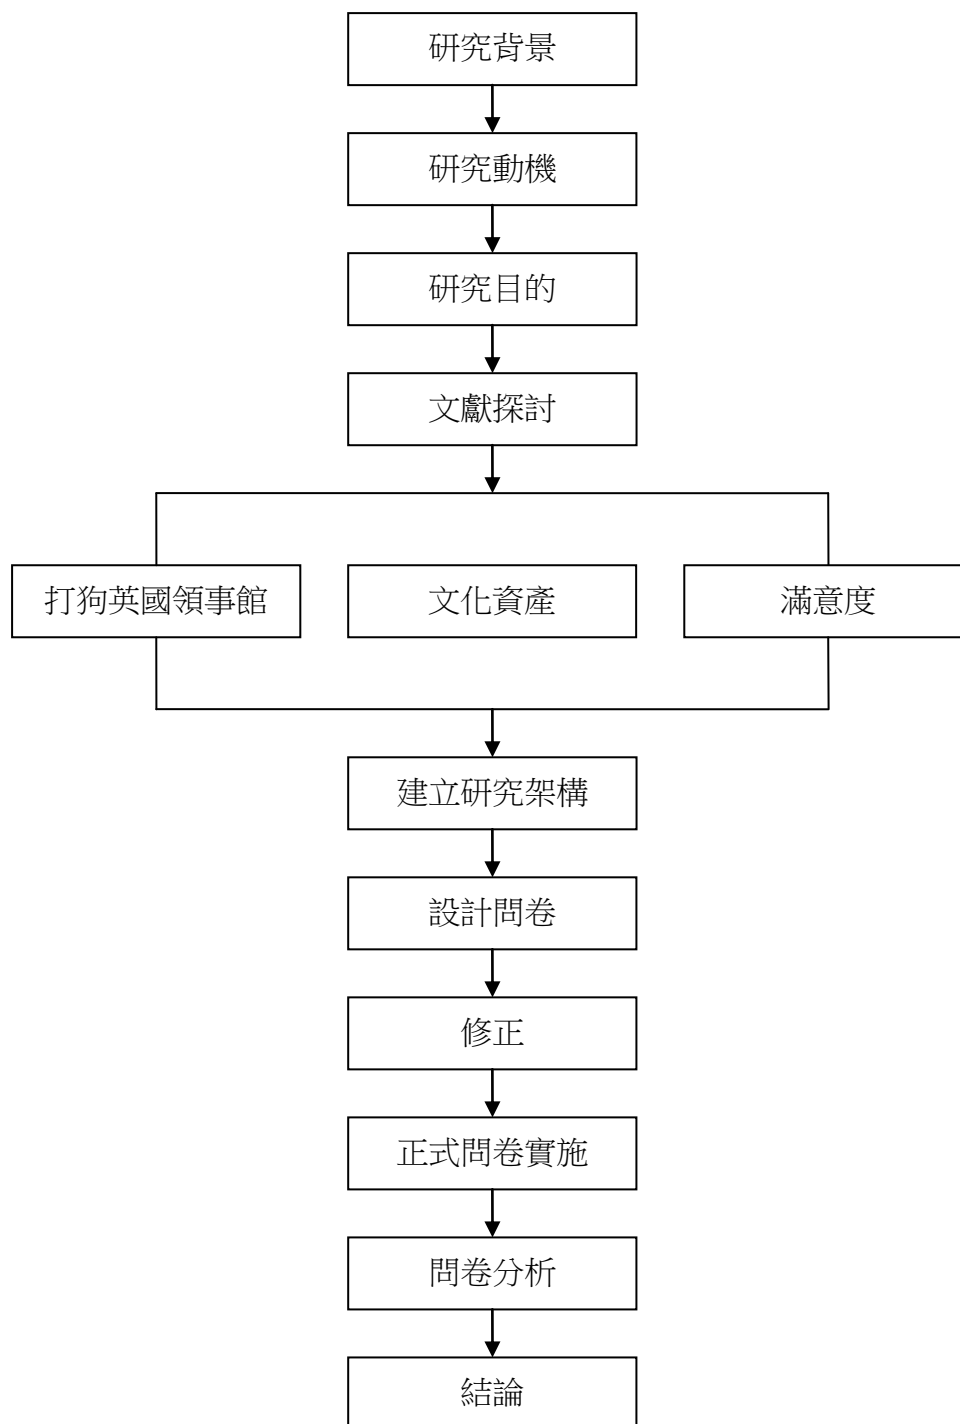 研究背景
研究動機
研究目的
文獻探討
打狗英國領事館
文化資產
滿意度
建立研究架構
設計問卷
修正
正式問卷實施
問卷分析
結論